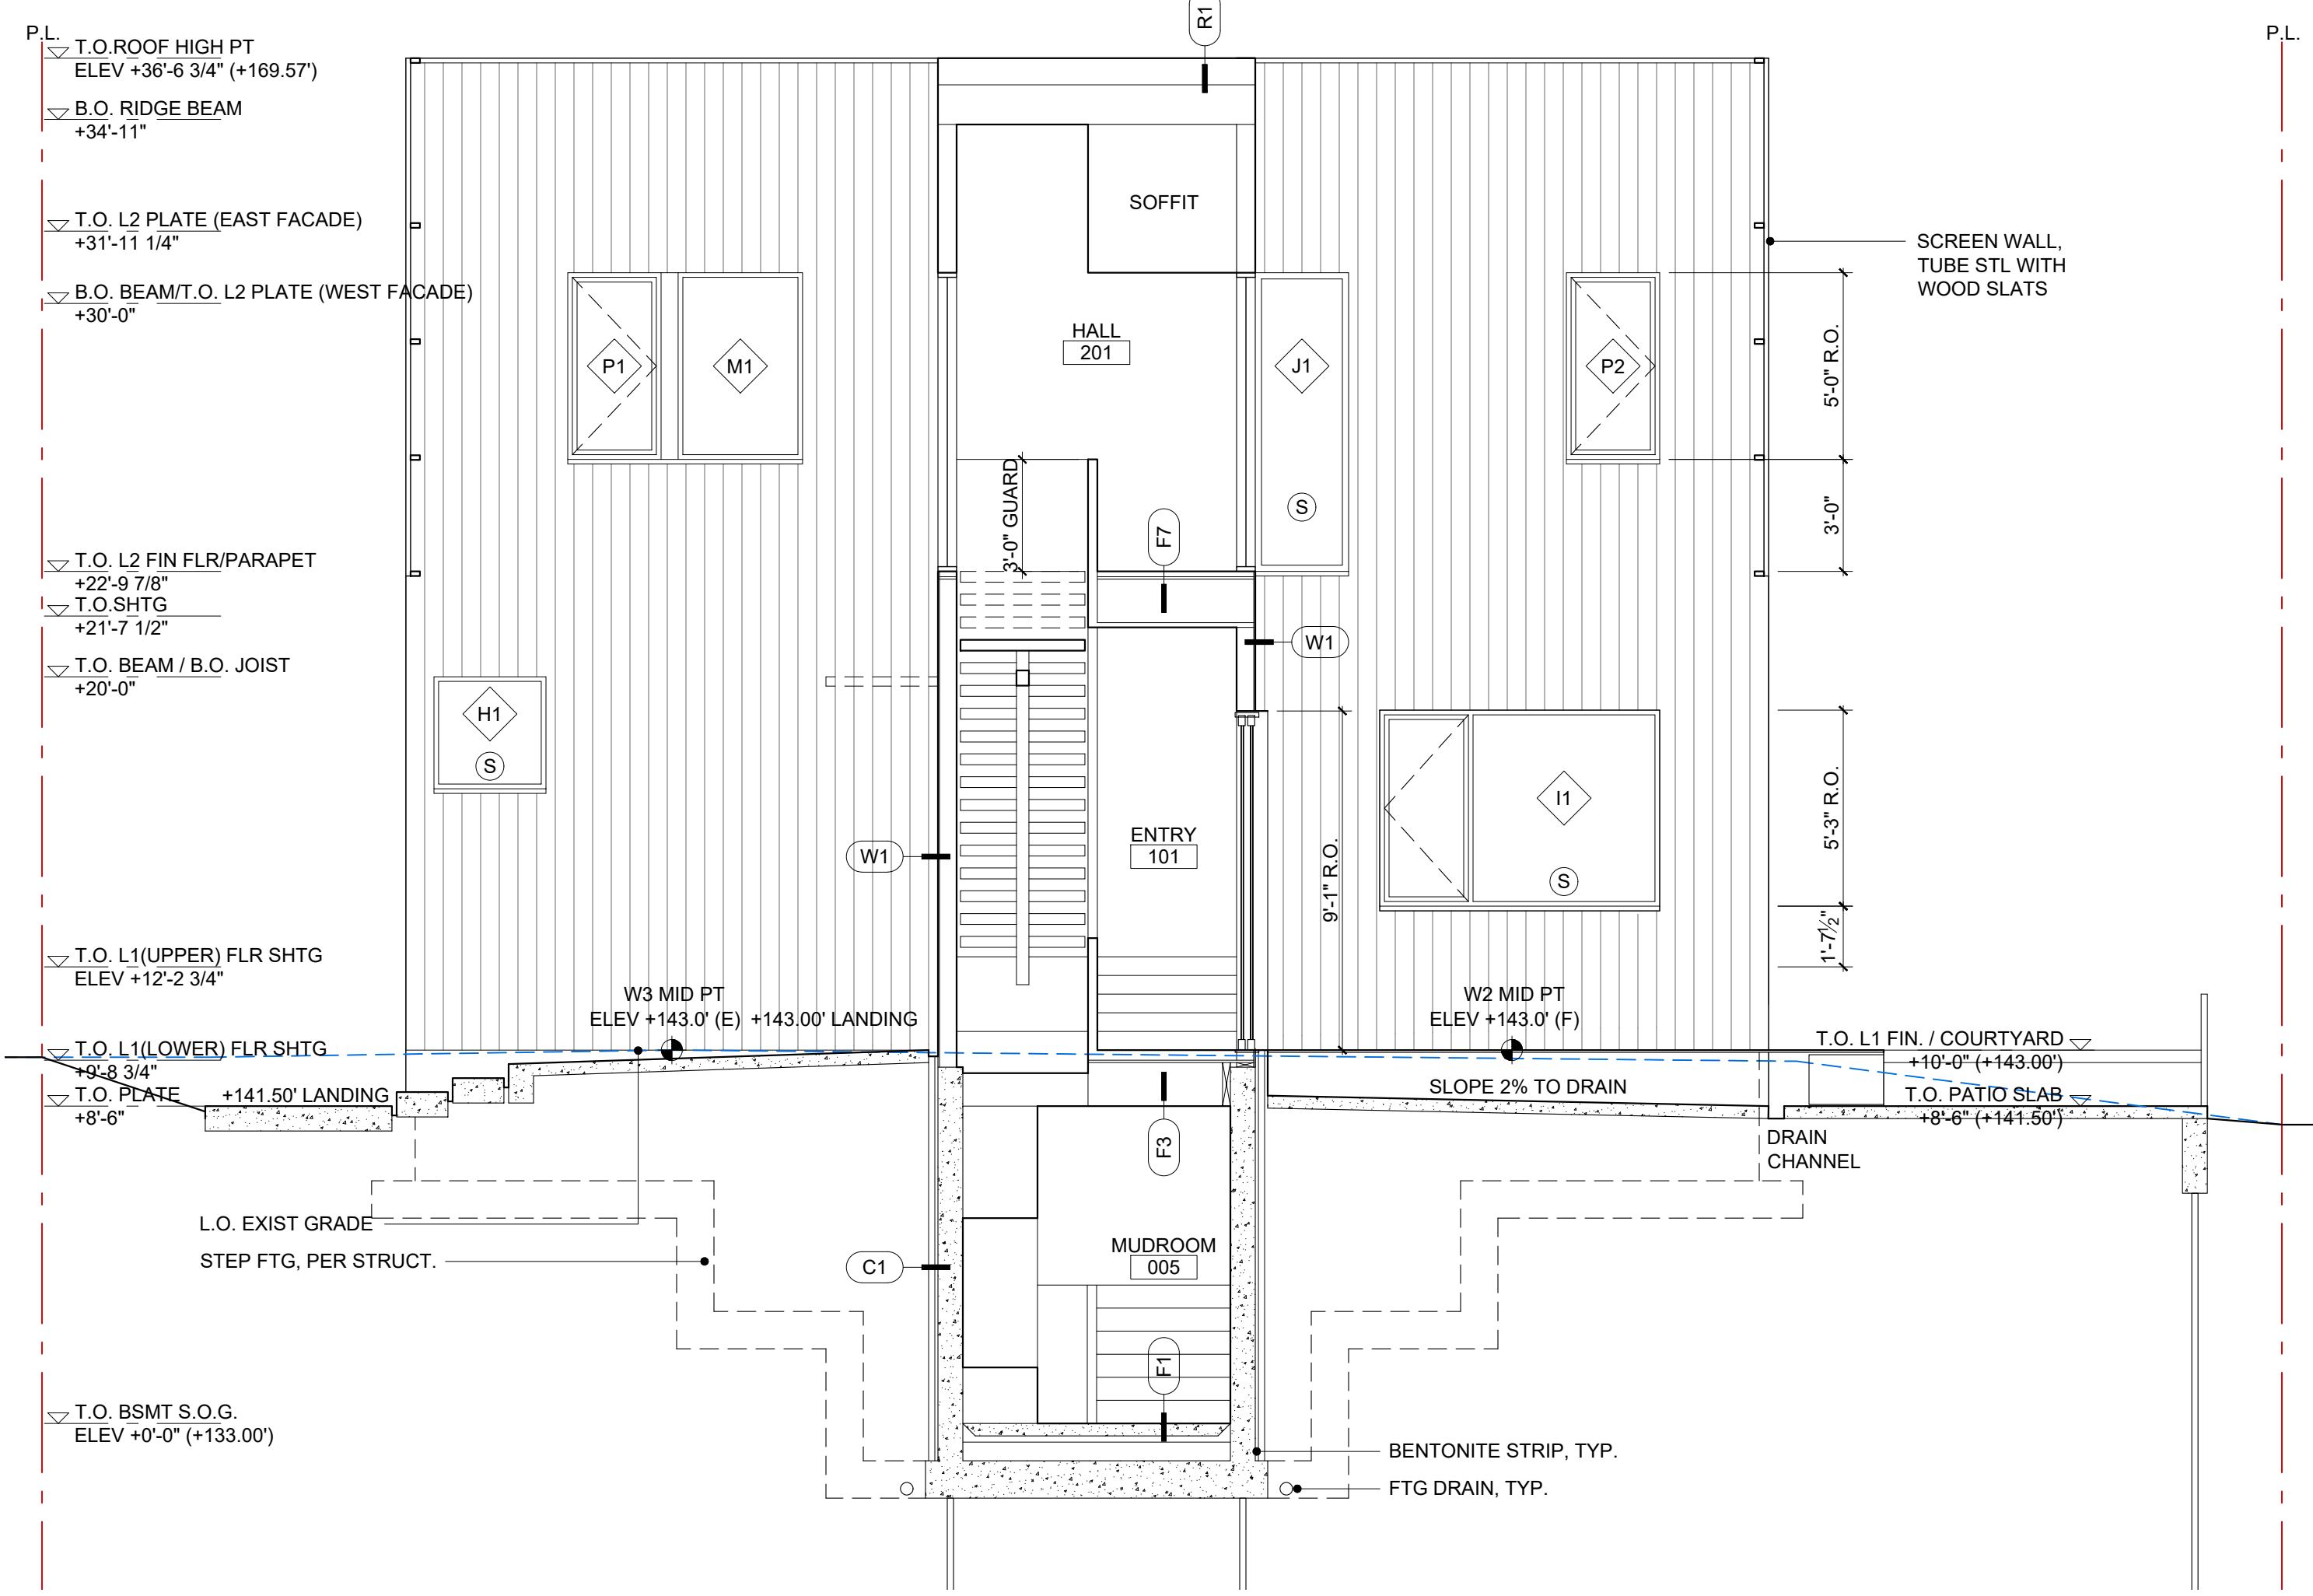 R1
P.L.
P.L.
T.O.ROOF HIGH PT
ELEV +36'-6 3/4" (+169.57')
B.O. RIDGE BEAM
+34'-11"
SOFFIT
T.O. L2 PLATE (EAST FACADE)
+31'-11 1/4"
SCREEN WALL,
TUBE STL WITH
WOOD SLATS
B.O. BEAM/T.O. L2 PLATE (WEST FACADE)
+30'-0"
HALL
201
P1
M1
J1
P2
5'-0" R.O.
3'-0" GUARD
S
3'-0"
F7
T.O. L2 FIN FLR/PARAPET
+22'-9 7/8"
T.O.SHTG
+21'-7 1/2"
W1
T.O. BEAM / B.O. JOIST
+20'-0"
H1
S
I1
5'-3" R.O.
ENTRY
101
W1
9'-1" R.O.
S
1'-7½"
T.O. L1(UPPER) FLR SHTG
ELEV +12'-2 3/4"
W3 MID PT
ELEV +143.0' (E)
+143.00' LANDING
W2 MID PT
ELEV +143.0' (F)
T.O. L1(LOWER) FLR SHTG
+9'-8 3/4"
T.O. L1 FIN. / COURTYARD
+10'-0" (+143.00')
T.O. PLATE
+8'-6"
+141.50' LANDING
SLOPE 2% TO DRAIN
T.O. PATIO SLAB
+8'-6" (+141.50')
F3
DRAIN
CHANNEL
L.O. EXIST GRADE
STEP FTG, PER STRUCT.
C1
MUDROOM
005
F1
T.O. BSMT S.O.G.
ELEV +0'-0" (+133.00')
BENTONITE STRIP, TYP.
FTG DRAIN, TYP.